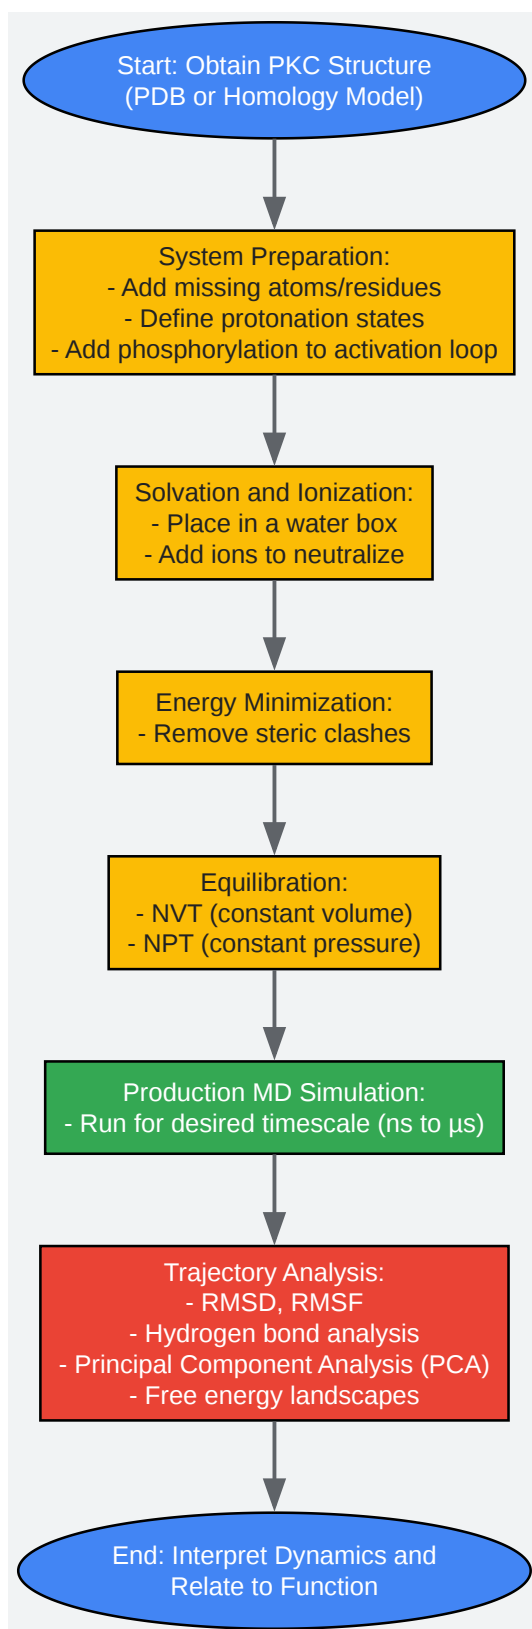 Start: Obtain PKC Structure
(PDB or Homology Model)
System Preparation:
- Add missing atoms/residues
- Define protonation states
- Add phosphorylation to activation loop
Solvation and Ionization:
- Place in a water box
- Add ions to neutralize
Energy Minimization:
- Remove steric clashes
Equilibration:
- NVT (constant volume)
- NPT (constant pressure)
Production MD Simulation:
- Run for desired timescale (ns to µs)
Trajectory Analysis:
- RMSD, RMSF
- Hydrogen bond analysis
- Principal Component Analysis (PCA)
- Free energy landscapes
End: Interpret Dynamics and
Relate to Function